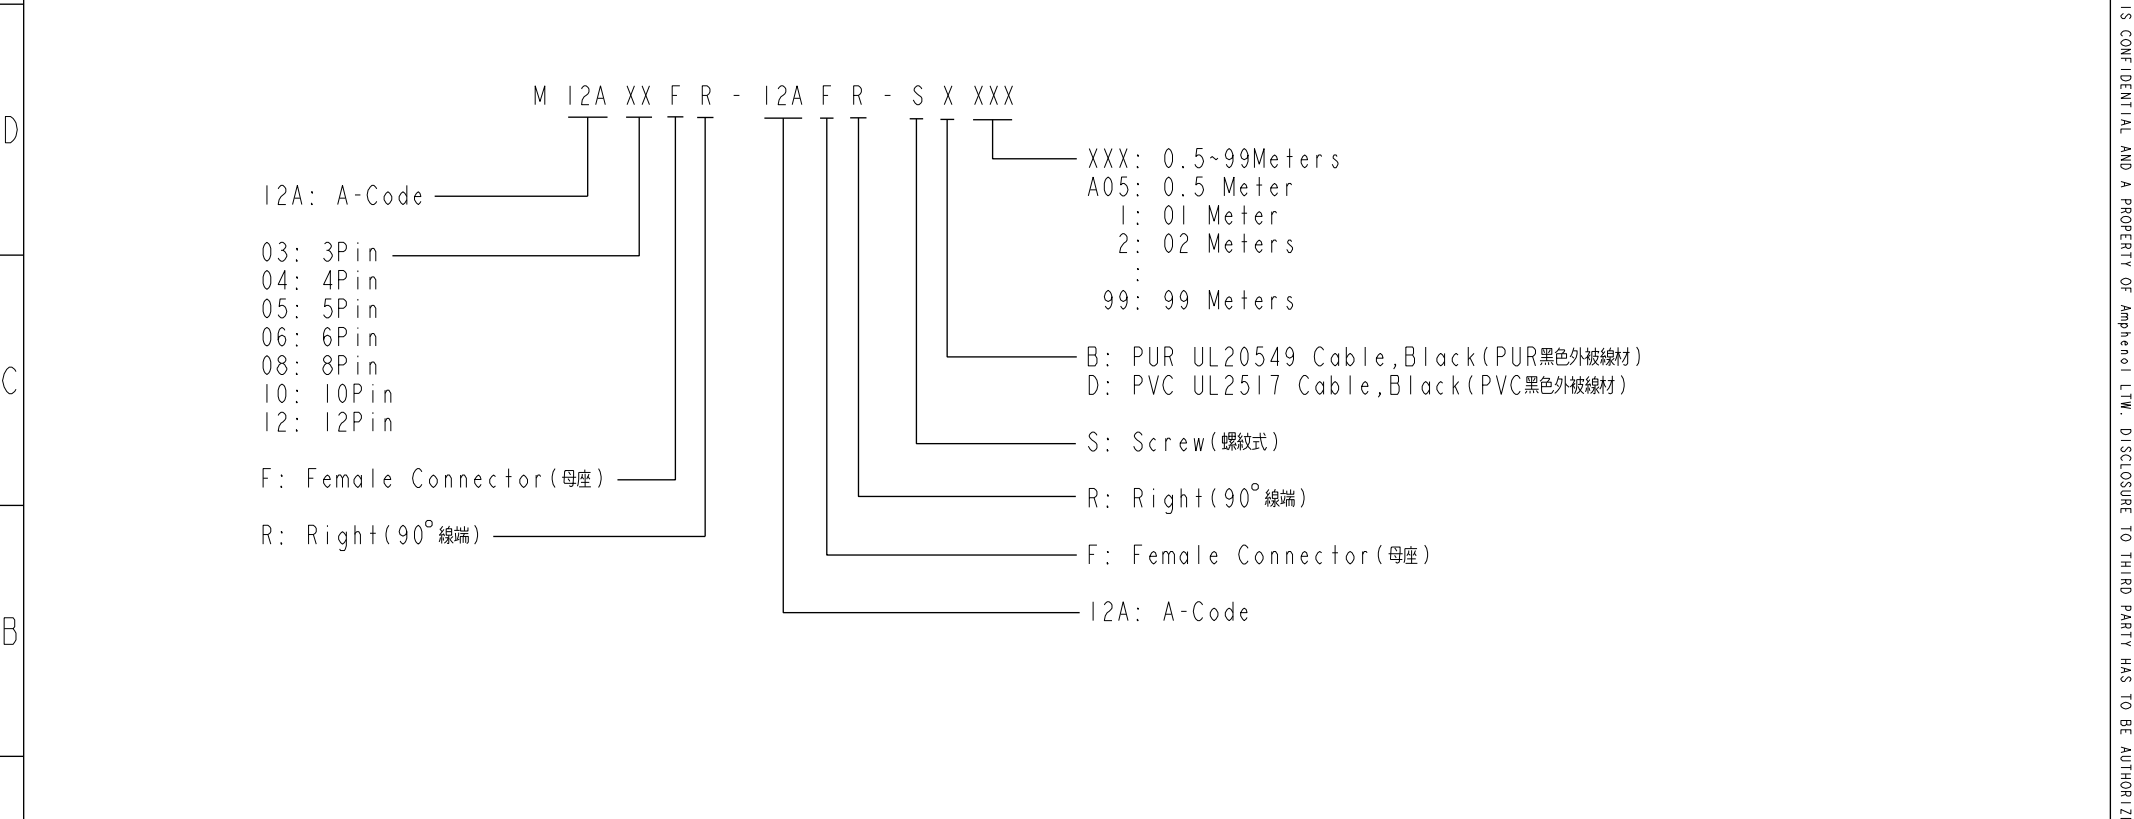 M 12A XX F R - 12A F R - S X XXX
12A: A-Code
03: 3Pin
04: 4Pin
05: 5Pin
06: 6Pin
08: 8Pin
10: 10Pin
12: 12Pin
F: Female Connector(母座)
R: Right(90°線端)
XXX: 0.5~99Meters
A05: 0.5 Meter
1: 01 Meter
2: 02 Meters
:
99: 99 Meters
B: PUR UL20549 Cable,Black(PUR黑色外被線材)
D: PVC UL2517 Cable,Black(PVC黑色外被線材)
S: Screw(螺紋式)
R: Right(90°線端)
F: Female Connector(母座)
12A: A-Code
D
C
B
IS CONFIDENTIAL AND A PROPERTY OF Amphenol LTW. DISCLOSURE TO THIRD PARTY HAS TO BE